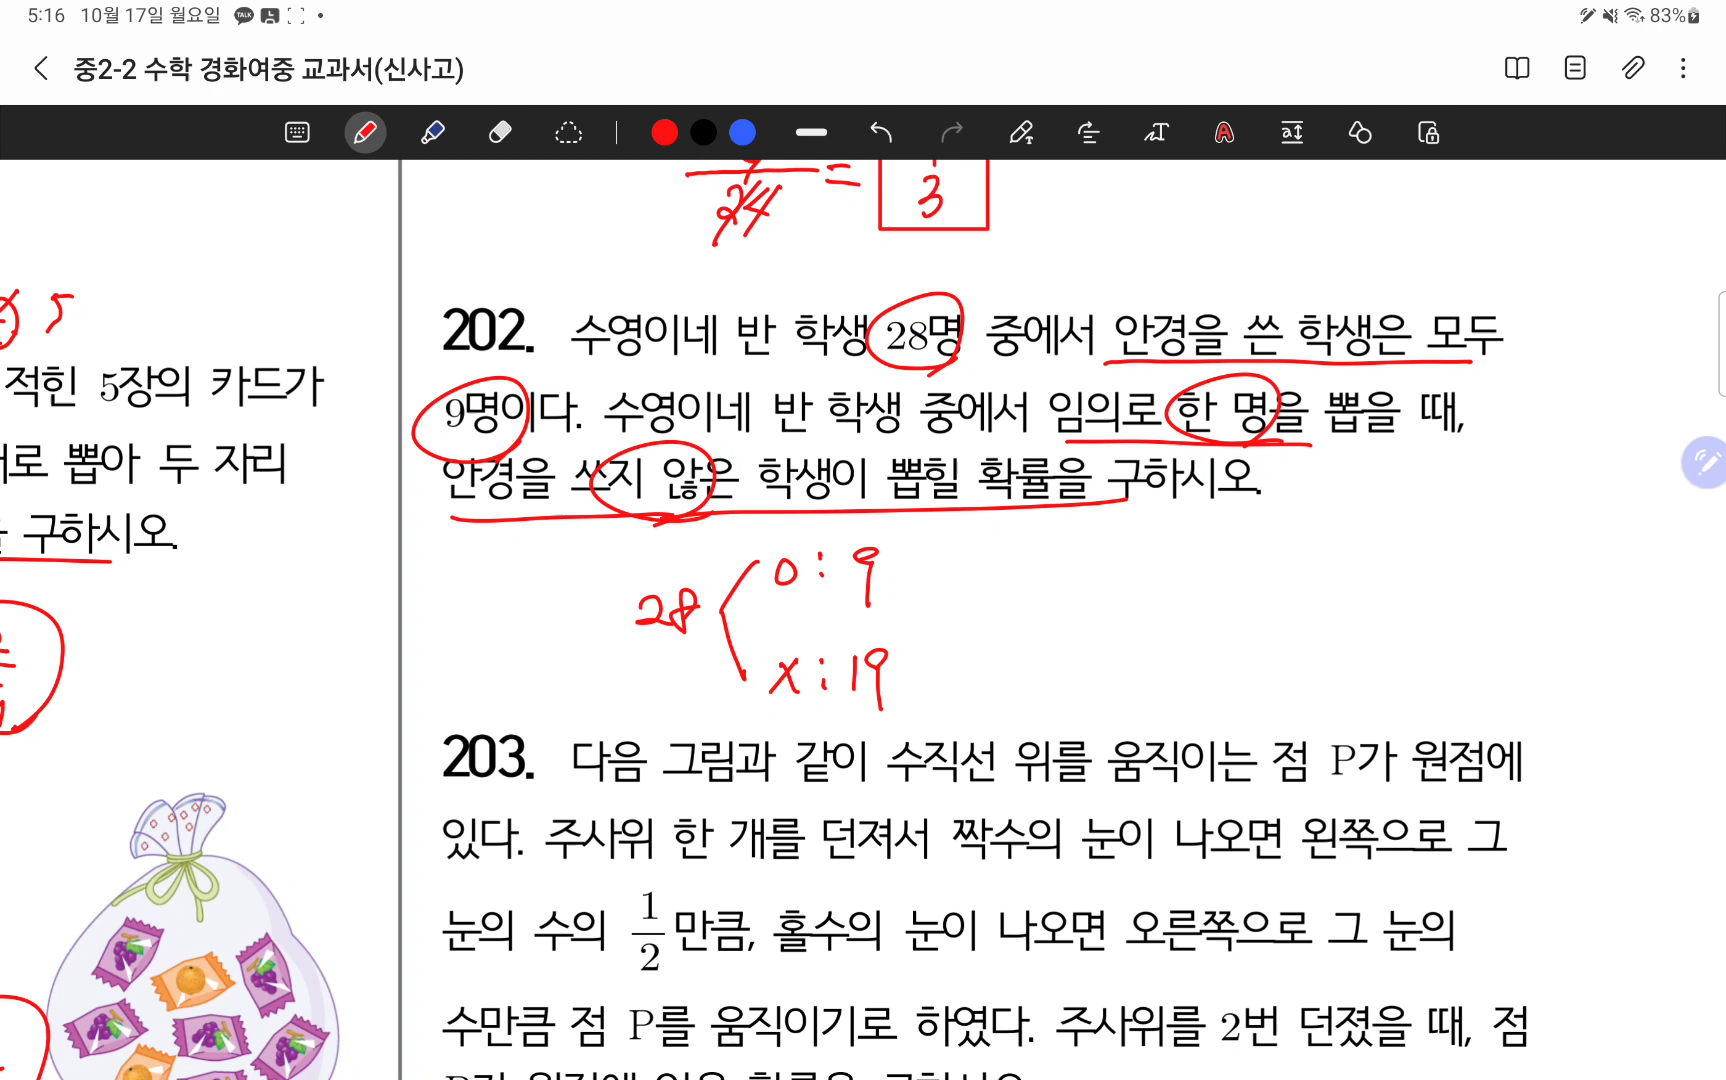 5:16 10월 17일 월요일 TALK 83%
중2-2 수학 경화여중 교과서(신사고)
24 = 3
5
적힌 5장의 카드가
로 뽑아 두 자리
구하시오.
202. 수영이네 반 학생 28명 중에서 안경을 쓴 학생은 모두
9명이다. 수영이네 반 학생 중에서 임의로 한 명을 뽑을 때,
안경을 쓰지 않은 학생이 뽑힐 확률을 구하시오.
28
O : 9
X : 19
203. 다음 그림과 같이 수직선 위를 움직이는 점 P가 원점에
있다. 주사위 한 개를 던져서 짝수의 눈이 나오면 왼쪽으로 그
눈의 수의 1/2만큼, 홀수의 눈이 나오면 오른쪽으로 그 눈의
수만큼 점 P를 움직이기로 하였다. 주사위를 2번 던졌을 때, 점